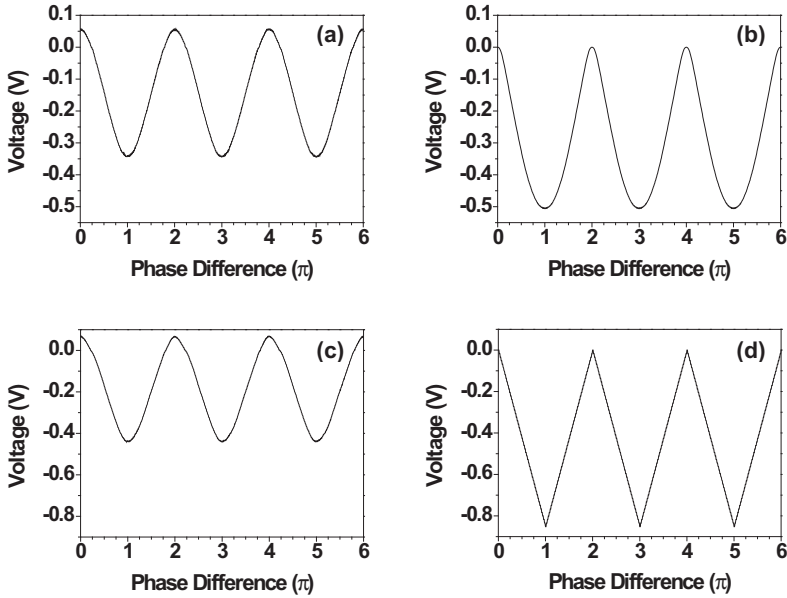 (a)
Voltage (V)
0.1
0.0
-0.1
-0.2
-0.3
-0.4
-0.5
0 1 2 3 4 5 6
Phase Difference (π)
(b)
Voltage (V)
0.1
0.0
-0.1
-0.2
-0.3
-0.4
-0.5
0 1 2 3 4 5 6
Phase Difference (π)
(c)
Voltage (V)
0.0
-0.2
-0.4
-0.6
-0.8
0 1 2 3 4 5 6
Phase Difference (π)
(d)
Voltage (V)
0.0
-0.2
-0.4
-0.6
-0.8
0 1 2 3 4 5 6
Phase Difference (π)